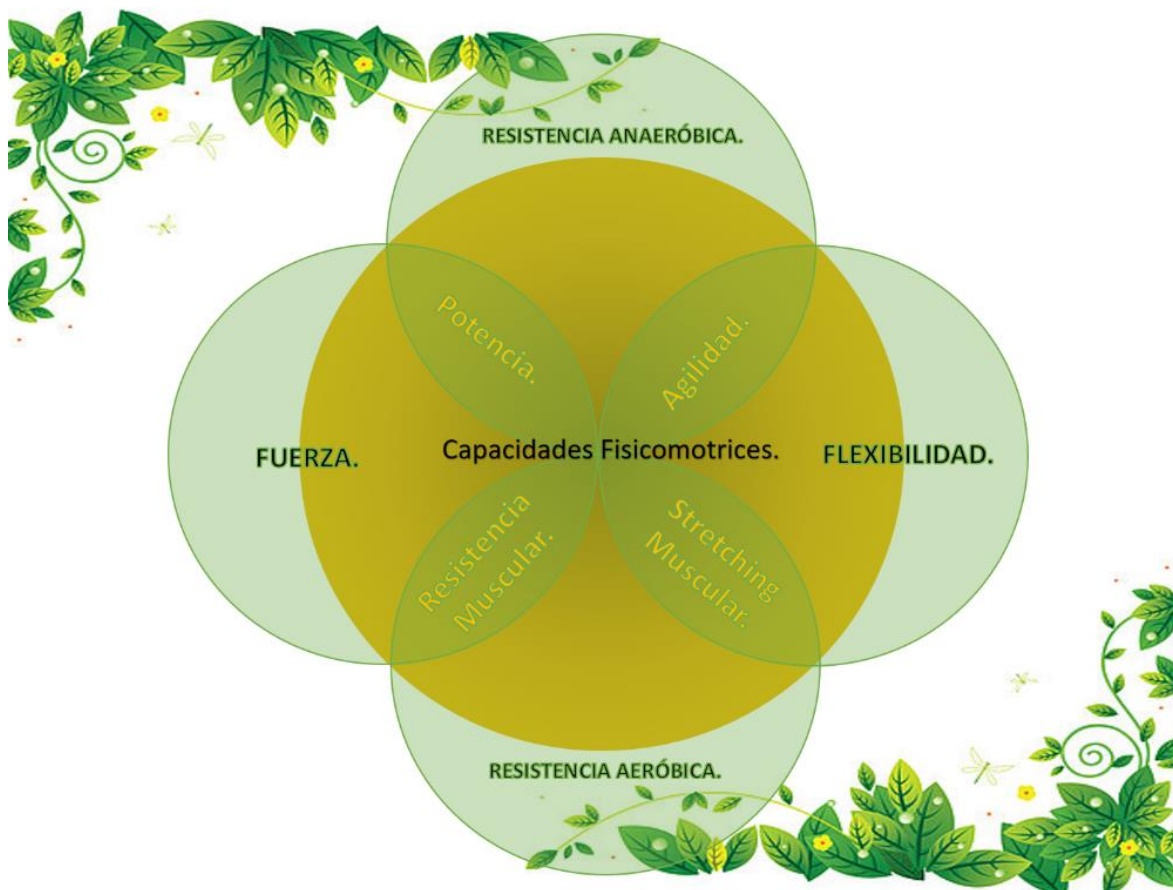 RESISTENCIA ANAERÓBICA.
Potencia.
Agilidad.
FUERZA.
Capacidades Fisicomotrices.
FLEXIBILIDAD.
Resistencia
Muscular.
Stretching
Muscular.
RESISTENCIA AERÓBICA.